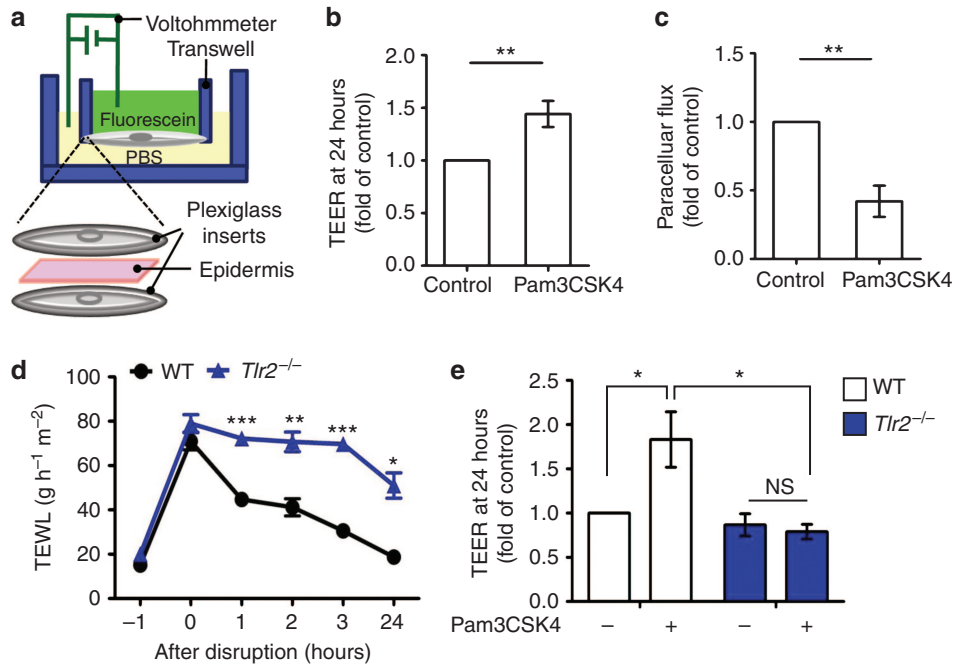 a
Voltohmmeter
Transwell
Fluorescein
PBS
Plexiglass
inserts
Epidermis
b
TEER at 24 hours
(fold of control)
2.0
1.5
1.0
0.5
0.0
**
Control Pam3CSK4
c
Paracelluar flux
(fold of control)
1.5
1.0
0.5
0.0
**
Control Pam3CSK4
d
WT Tlr2−/−
TEWL (g h−1 m−2)
100
80
60
40
20
0
*** ** *** *
−1 0 1 2 3 24
After disruption (hours)
e
TEER at 24 hours
(fold of control)
2.5
2.0
1.5
1.0
0.5
0.0
* *
NS
WT
Tlr2−/−
Pam3CSK4 − + − +